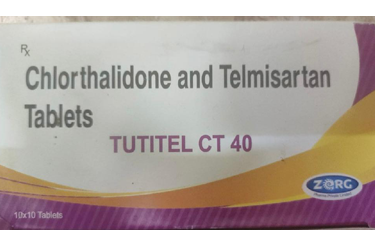 Rx
Chlorthalidone and Telmisartan
Tablets
TUTITEL CT 40
ZORG
10x10 Tablets